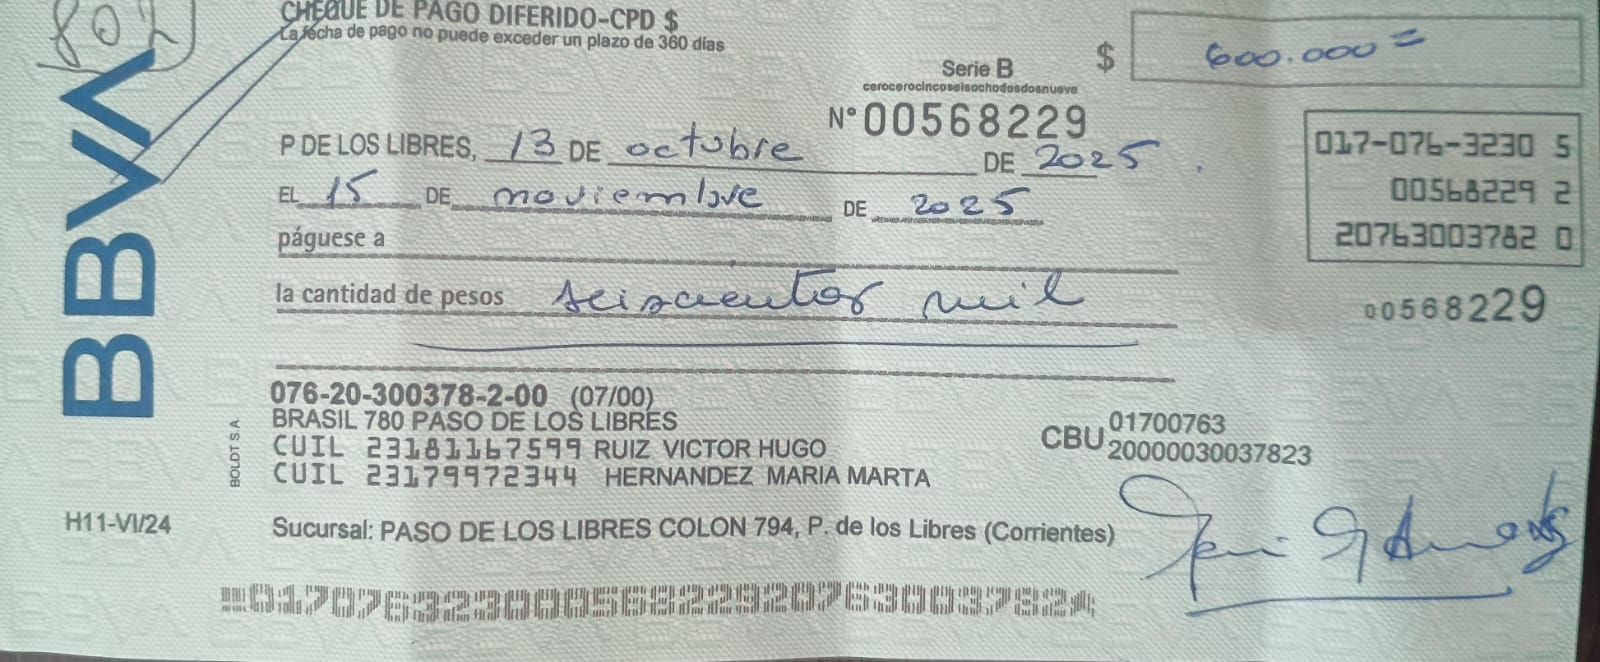 CHEQUE DE PAGO DIFERIDO-CPD $
La fecha de pago no puede exceder un plazo de 360 días
$ 600.000=
Serie B
cerocerocincoseisochodosdosnueve
N° 00568229
P DE LOS LIBRES, 13 DE octubre DE 2025
EL 15 DE noviembre DE 2025
páguese a
la cantidad de pesos seiscientos mil
017-076-3230 5
00568229 2
20763003782 0
00568229
BBVA
076-20-300378-2-00 (07/00)
BRASIL 780 PASO DE LOS LIBRES
CUIL 23181167599 RUIZ VICTOR HUGO
CUIL 23179972344 HERNANDEZ MARIA MARTA
CBU 01700763
20000030037823
BOLDT S.A.
H11-VI/24
Sucursal: PASO DE LOS LIBRES COLON 794, P. de los Libres (Corrientes)
01707632300056822920763003782